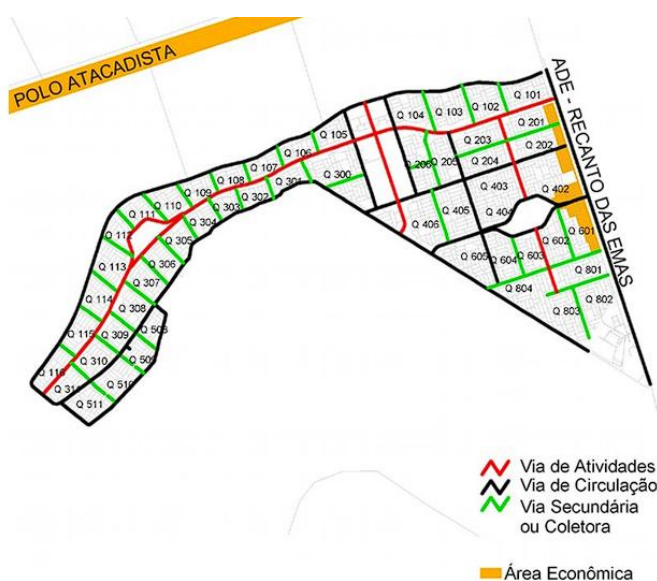 POLO ATACADISTA
ADE - RECANTO DAS EMAS
Q 101
Q 102
Q 103
Q 104
Q 105
Q 106
Q 107
Q 108
Q 109
Q 110
Q 111
Q 112
Q 113
Q 114
Q 115
Q 116
Q 201
Q 202
Q 203
Q 204
Q 205
Q 206
Q 300
Q 301
Q 302
Q 303
Q 304
Q 305
Q 306
Q 307
Q 308
Q 309
Q 310
Q 402
Q 403
Q 404
Q 405
Q 406
Q 508
Q 509
Q 510
Q 511
Q 601
Q 602
Q 603
Q 604
Q 605
Q 801
Q 802
Q 803
Q 804
Via de Atividades
Via de Circulação
Via Secundária
ou Coletora
Área Econômica